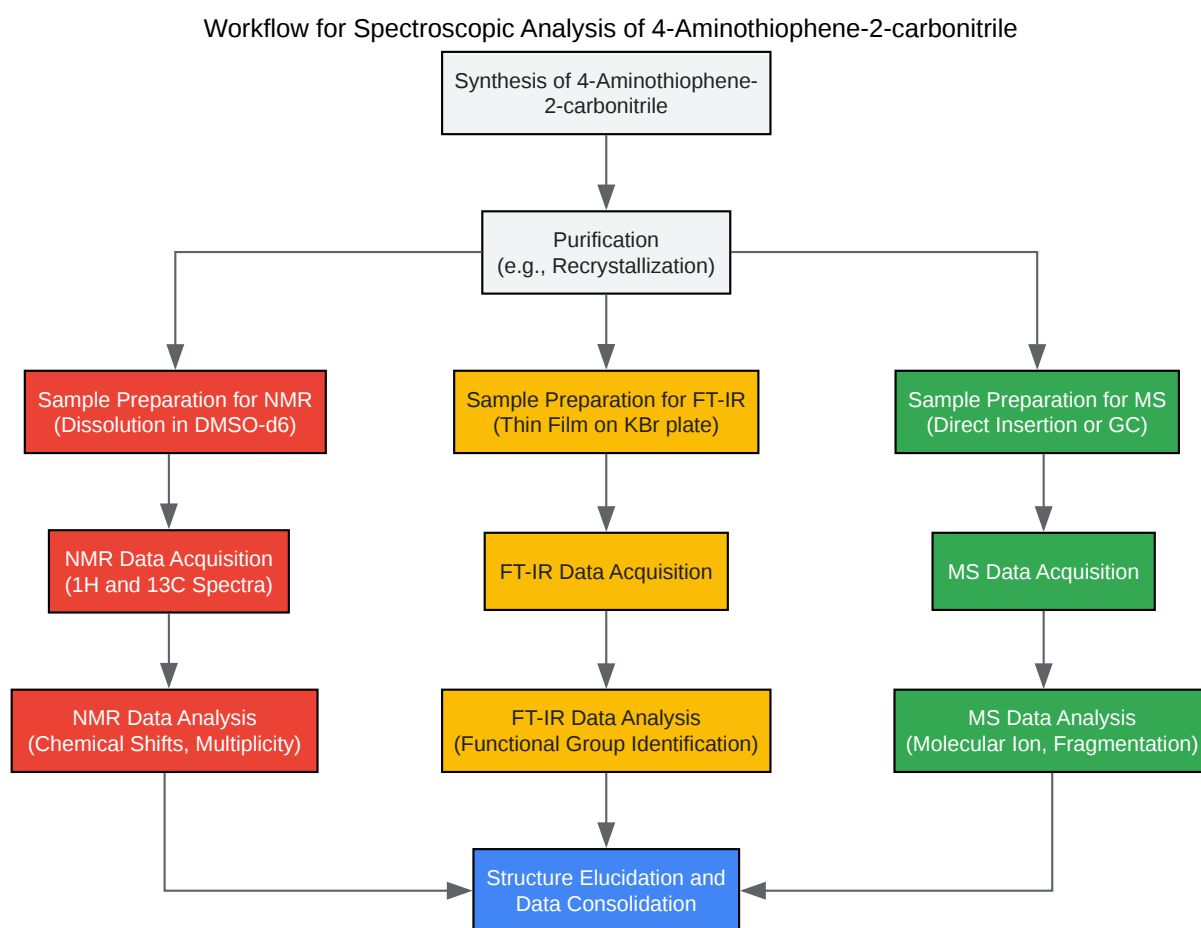 Workflow for Spectroscopic Analysis of 4-Aminothiophene-2-carbonitrile
Synthesis of 4-Aminothiophene-
2-carbonitrile
Purification
(e.g., Recrystallization)
Sample Preparation for NMR
(Dissolution in DMSO-d6)
Sample Preparation for FT-IR
(Thin Film on KBr plate)
Sample Preparation for MS
(Direct Insertion or GC)
NMR Data Acquisition
(1H and 13C Spectra)
FT-IR Data Acquisition
MS Data Acquisition
NMR Data Analysis
(Chemical Shifts, Multiplicity)
FT-IR Data Analysis
(Functional Group Identification)
MS Data Analysis
(Molecular Ion, Fragmentation)
Structure Elucidation and
Data Consolidation